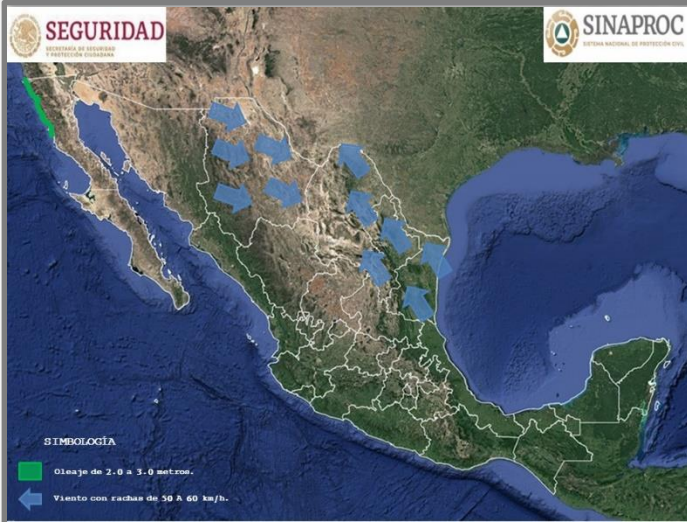 SEGURIDAD
SECRETARÍA DE SEGURIDAD
Y PROTECCIÓN CIUDADANA
SINAPROC
SISTEMA NACIONAL DE PROTECCIÓN CIVIL
SIMBOLOGÍA
Oleaje de 2.0 a 3.0 metros.
Viento con rachas de 50 A 60 km/h.